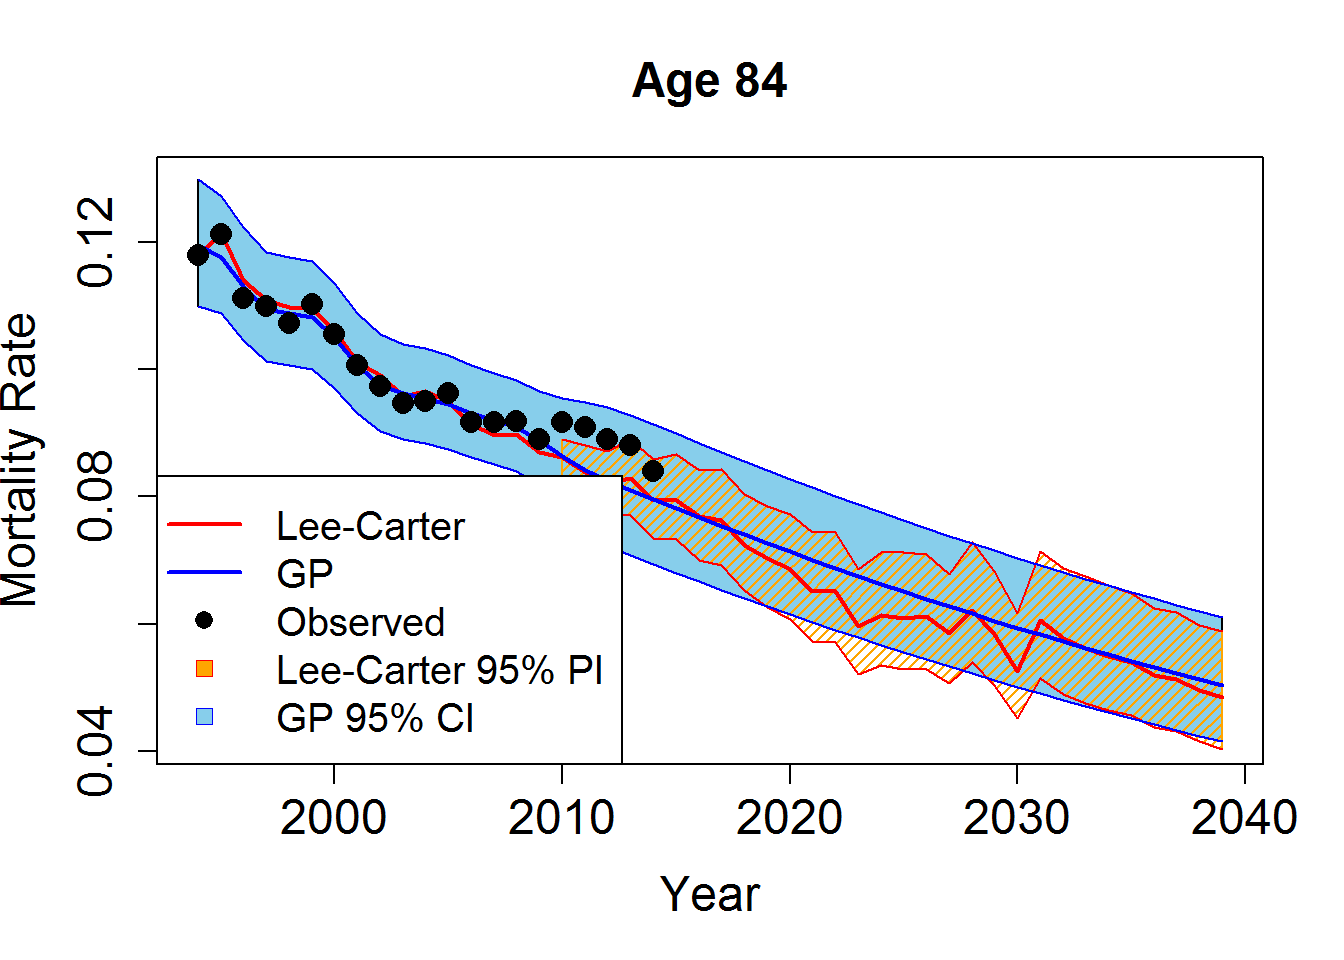 Age 84
Mortality Rate
0.12
0.08
0.04
Lee-Carter
GP
Observed
Lee-Carter 95% PI
GP 95% CI
2000 2010 2020 2030 2040
Year